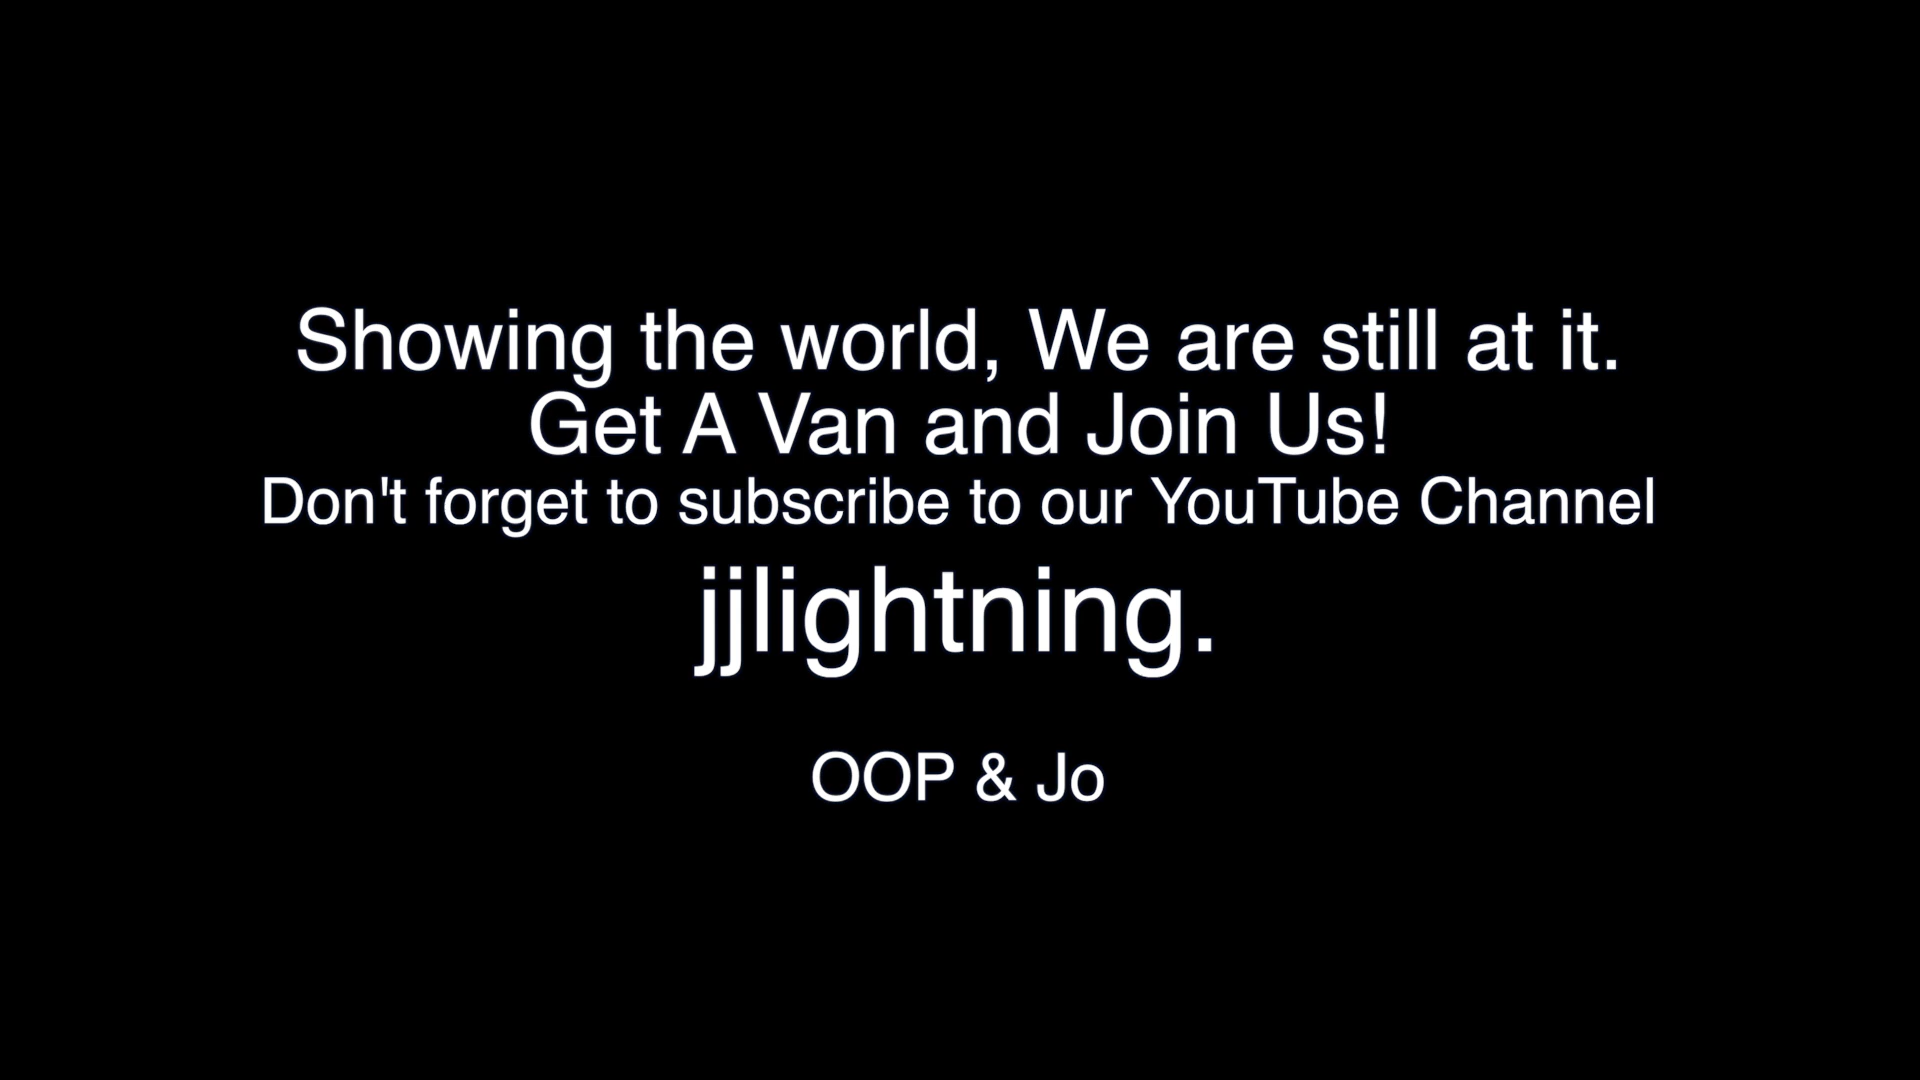 Showing the world, We are still at it.
Get A Van and Join Us!
Don't forget to subscribe to our YouTube Channel
jjlightning.
OOP & Jo